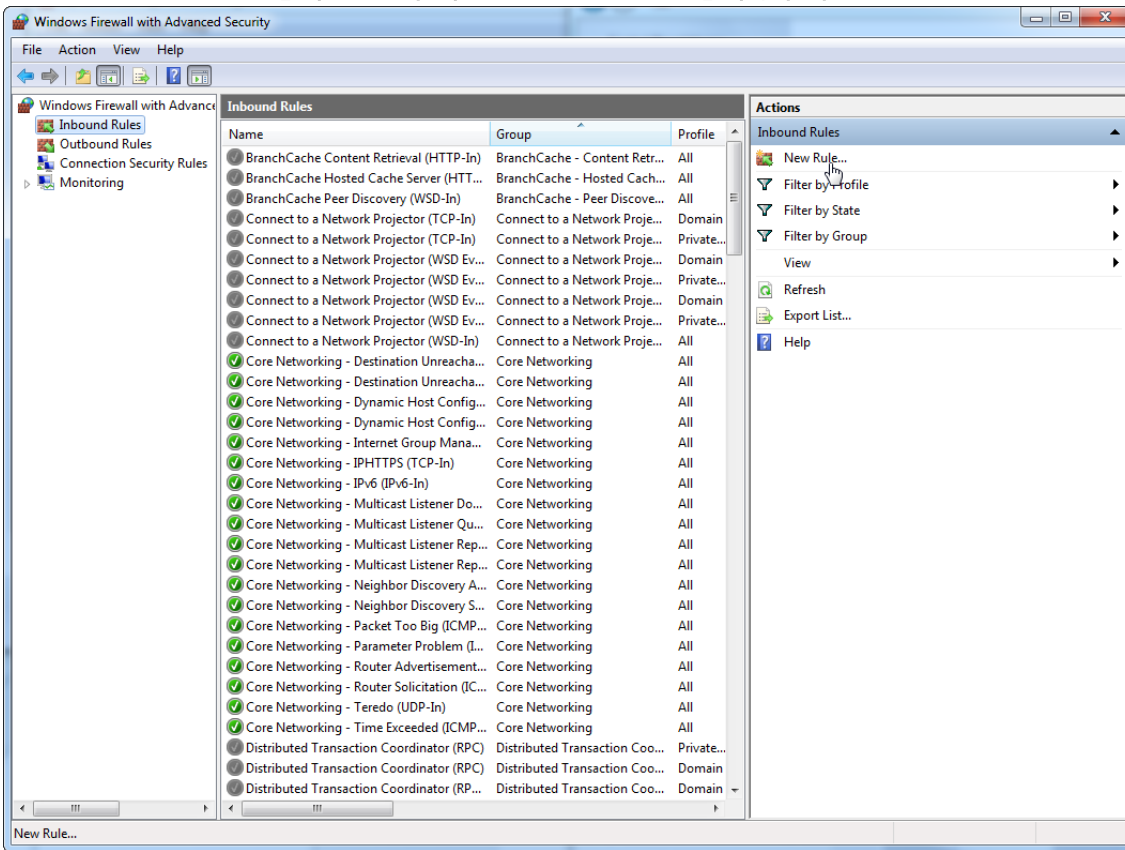 Windows Firewall with Advanced Security
File Action View Help
Windows Firewall with Advance
Inbound Rules
Outbound Rules
Connection Security Rules
Monitoring
Inbound Rules
Name Group Profile
BranchCache Content Retrieval (HTTP-In) BranchCache - Content Retr... All
BranchCache Hosted Cache Server (HTT... BranchCache - Hosted Cach... All
BranchCache Peer Discovery (WSD-In) BranchCache - Peer Discove... All
Connect to a Network Projector (TCP-In) Connect to a Network Proje... Domain
Connect to a Network Projector (TCP-In) Connect to a Network Proje... Private...
Connect to a Network Projector (WSD Ev... Connect to a Network Proje... Domain
Connect to a Network Projector (WSD Ev... Connect to a Network Proje... Private...
Connect to a Network Projector (WSD Ev... Connect to a Network Proje... Domain
Connect to a Network Projector (WSD Ev... Connect to a Network Proje... Private...
Connect to a Network Projector (WSD-In) Connect to a Network Proje... All
Core Networking - Destination Unreacha... Core Networking All
Core Networking - Destination Unreacha... Core Networking All
Core Networking - Dynamic Host Config... Core Networking All
Core Networking - Dynamic Host Config... Core Networking All
Core Networking - Internet Group Mana... Core Networking All
Core Networking - IPHTTPS (TCP-In) Core Networking All
Core Networking - IPv6 (IPv6-In) Core Networking All
Core Networking - Multicast Listener Do... Core Networking All
Core Networking - Multicast Listener Qu... Core Networking All
Core Networking - Multicast Listener Rep... Core Networking All
Core Networking - Multicast Listener Rep... Core Networking All
Core Networking - Neighbor Discovery A... Core Networking All
Core Networking - Neighbor Discovery S... Core Networking All
Core Networking - Packet Too Big (ICMP... Core Networking All
Core Networking - Parameter Problem (I... Core Networking All
Core Networking - Router Advertisement... Core Networking All
Core Networking - Router Solicitation (IC... Core Networking All
Core Networking - Teredo (UDP-In) Core Networking All
Core Networking - Time Exceeded (ICMP... Core Networking All
Distributed Transaction Coordinator (RPC) Distributed Transaction Coo... Private...
Distributed Transaction Coordinator (RPC) Distributed Transaction Coo... Domain
Distributed Transaction Coordinator (RP... Distributed Transaction Coo... Domain
Actions
Inbound Rules
New Rule...
Filter by Profile
Filter by State
Filter by Group
View
Refresh
Export List...
Help
New Rule...